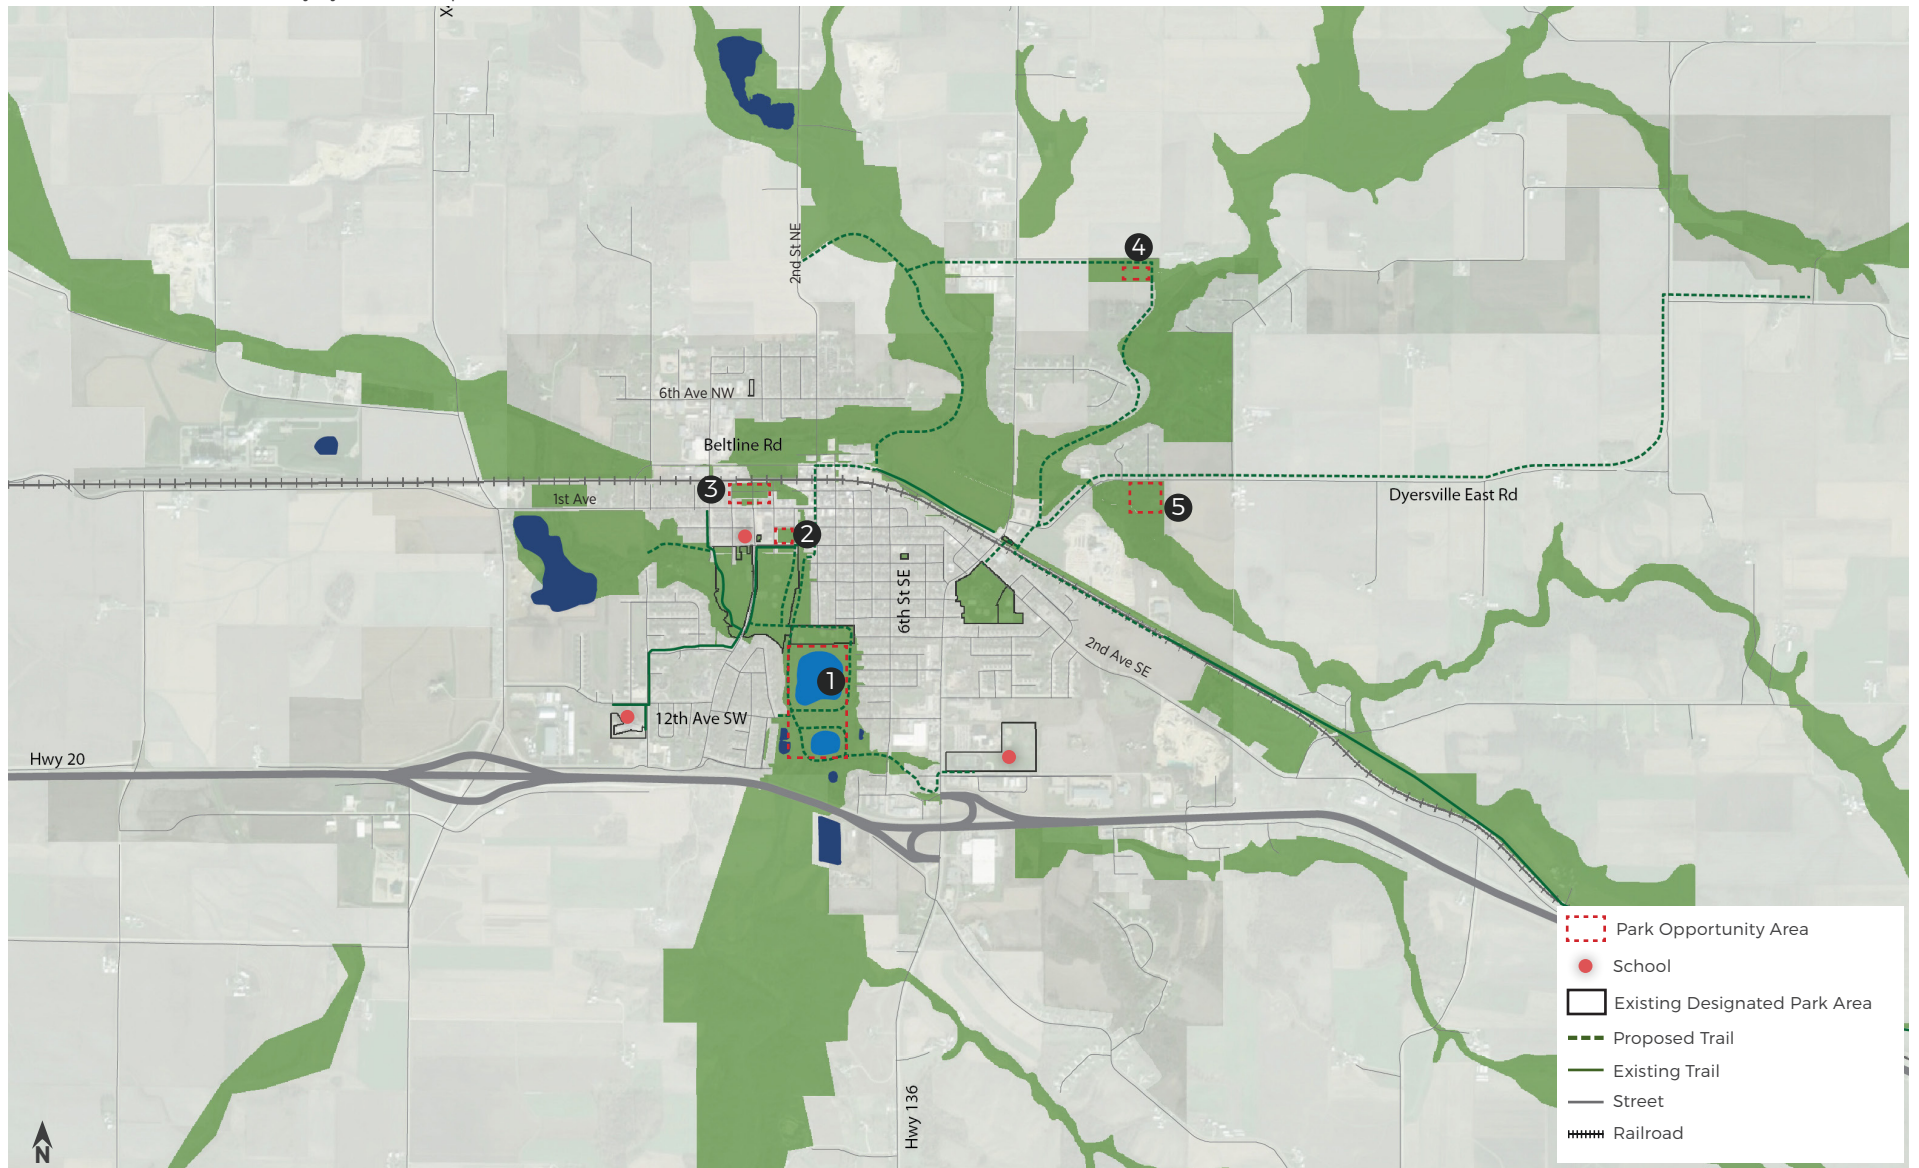 X
2nd St NE
4
6th Ave NW
Beltline Rd
3
1st Ave
2
5
Dyersville East Rd
6th St SE
2nd Ave SE
1
12th Ave SW
Hwy 20
Hwy 136
N
Park Opportunity Area
School
Existing Designated Park Area
Proposed Trail
Existing Trail
Street
Railroad